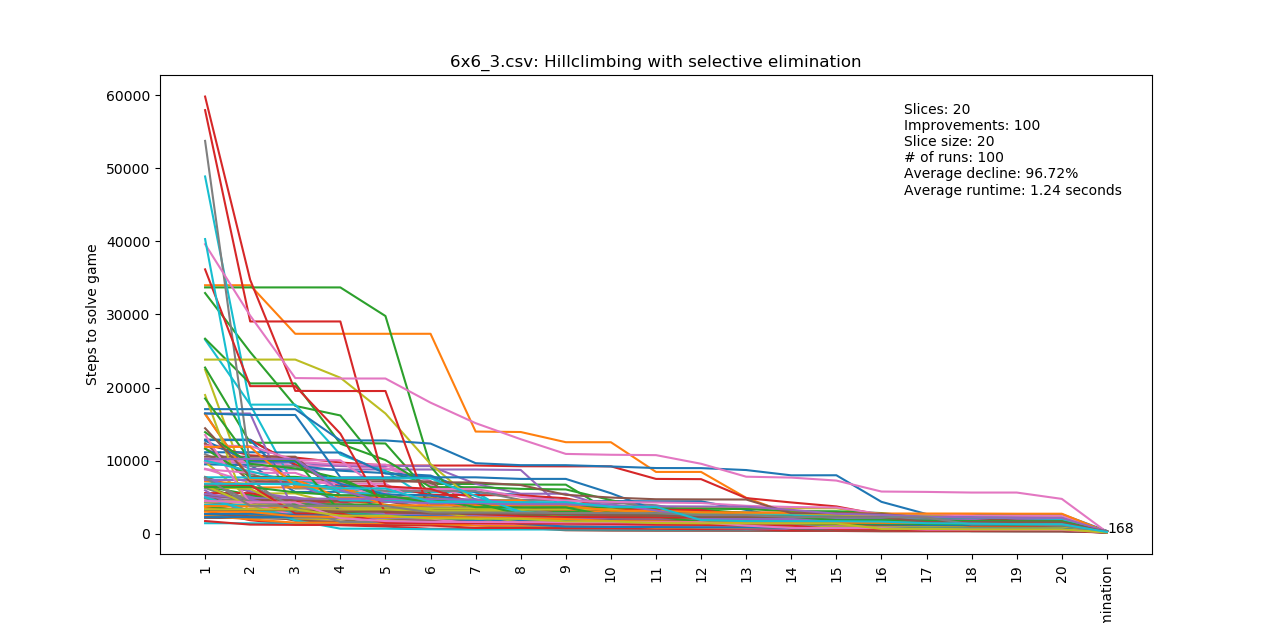 6x6_3.csv: Hillclimbing with selective elimination
Slices: 20
Improvements: 100
Slice size: 20
# of runs: 100
Average decline: 96.72%
Average runtime: 1.24 seconds
Steps to solve game
60000
50000
40000
30000
20000
10000
0
168
1 2 3 4 5 6 7 8 9 10 11 12 13 14 15 16 17 18 19 20